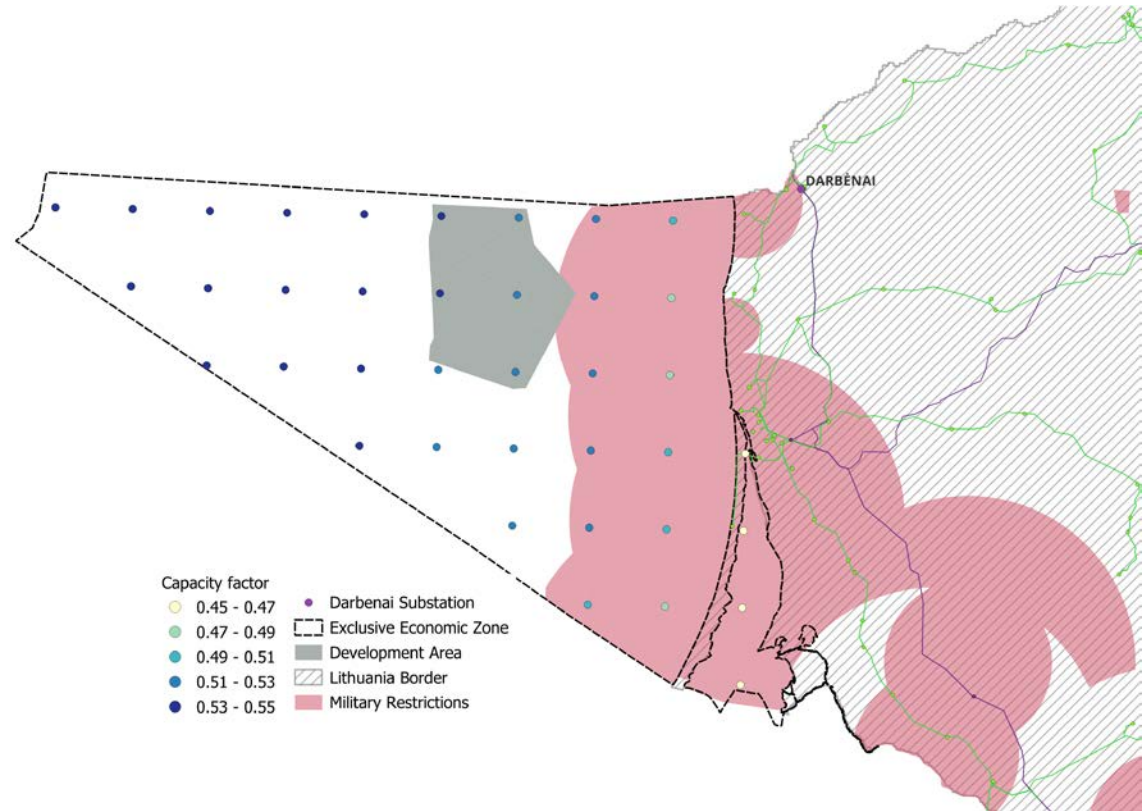 DARBĖNAI
Capacity factor
0.45 - 0.47
0.47 - 0.49
0.49 - 0.51
0.51 - 0.53
0.53 - 0.55
Darbenai Substation
Exclusive Economic Zone
Development Area
Lithuania Border
Military Restrictions